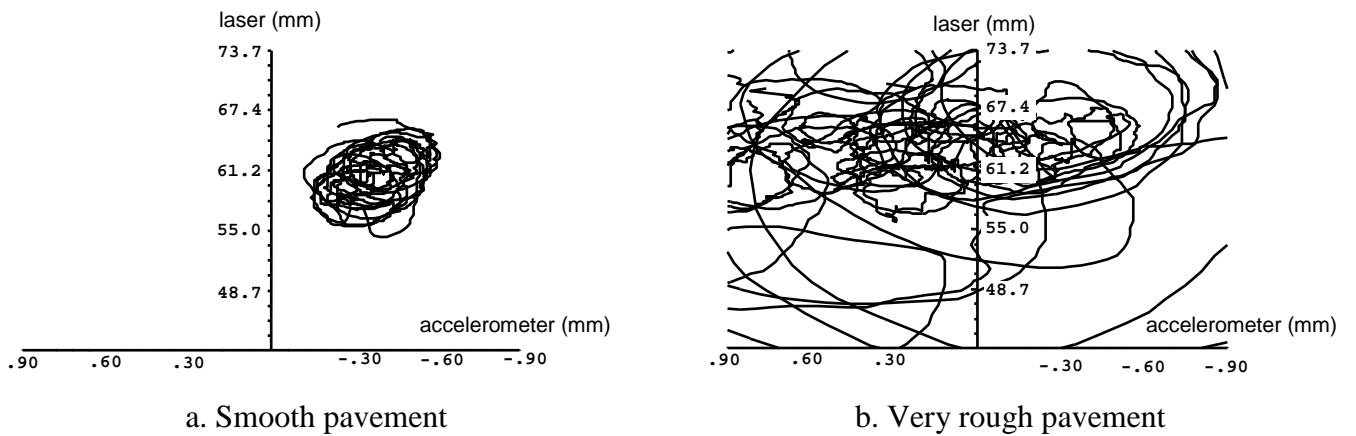 laser (mm)
73.7
67.4
61.2
55.0
48.7
accelerometer (mm)
.90 .60 .30 -.30 -.60 -.90
a. Smooth pavement
laser (mm)
73.7
67.4
61.2
55.0
48.7
accelerometer (mm)
.90 .60 .30 -.30 -.60 -.90
b. Very rough pavement